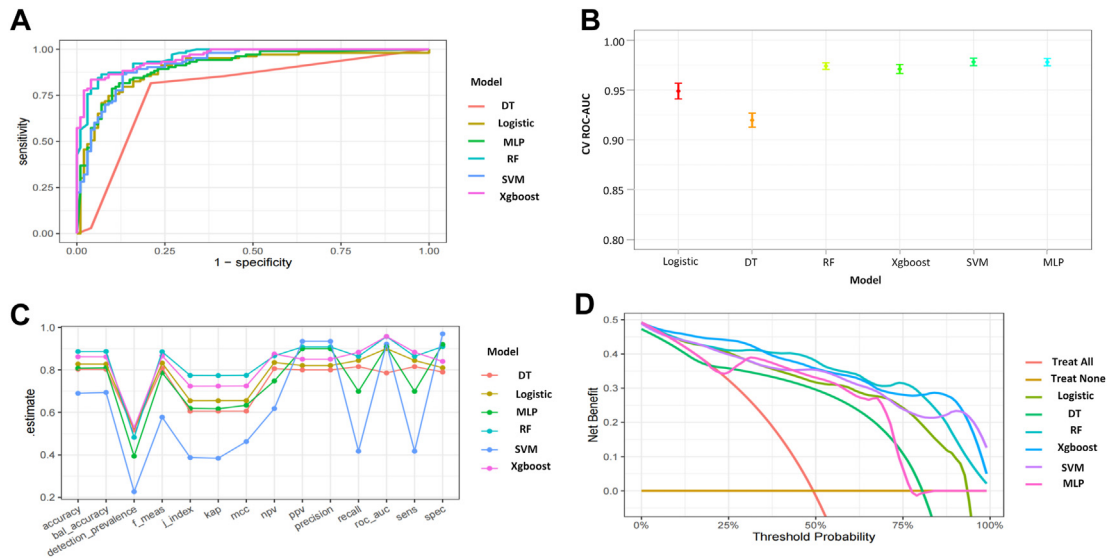 A
1.00
0.75
0.50
0.25
0.00
sensitivity
0.00
0.25
0.50
0.75
1.00
1 − specificity
Model
DT
Logistic
MLP
RF
SVM
Xgboost
B
1.00
0.95
0.90
0.85
0.80
CV ROC-AUC
Logistic
DT
RF
Xgboost
SVM
MLP
Model
C
1.0
0.8
0.6
0.4
0.2
.estimate
accuracy
bal_accuracy
detection_prevalence
f_meas
j_index
kap
mcc
npv
ppv
precision
recall
roc_auc
sens
spec
Model
DT
Logistic
MLP
RF
SVM
Xgboost
D
0.5
0.4
0.3
0.2
0.1
0.0
Net Benefit
0%
25%
50%
75%
100%
Threshold Probability
Treat All
Treat None
Logistic
DT
RF
Xgboost
SVM
MLP